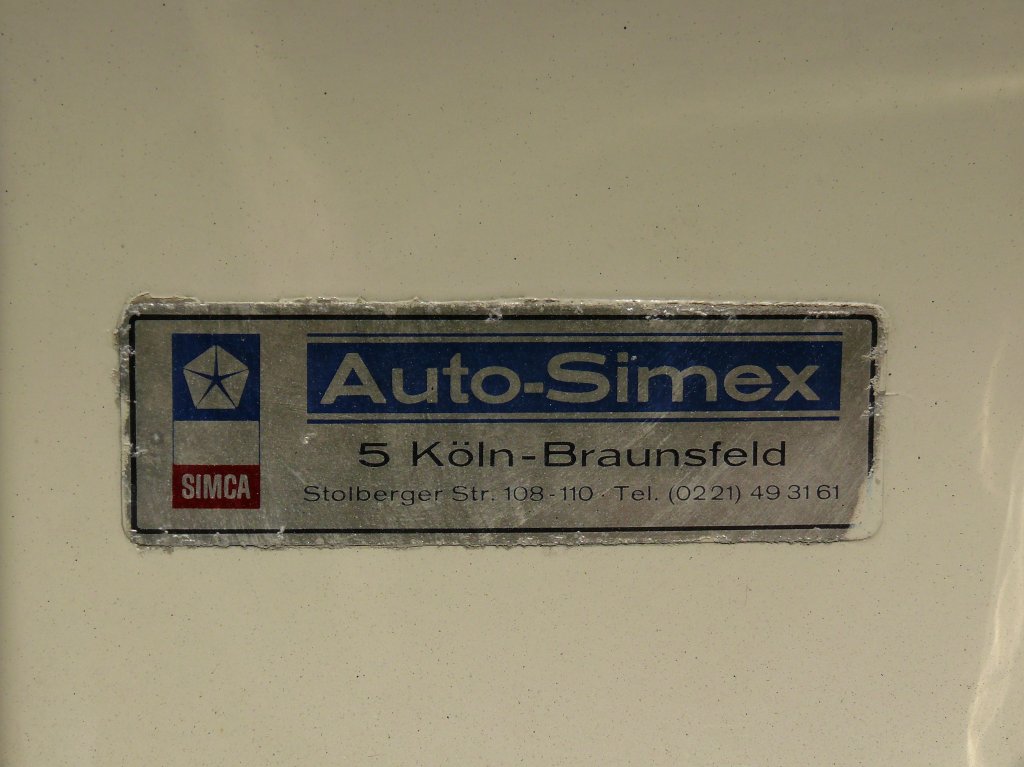 SIMCA
Auto-Simex
5 Köln-Braunsfeld
Stolberger Str. 108-110 · Tel. (0221) 49 31 61